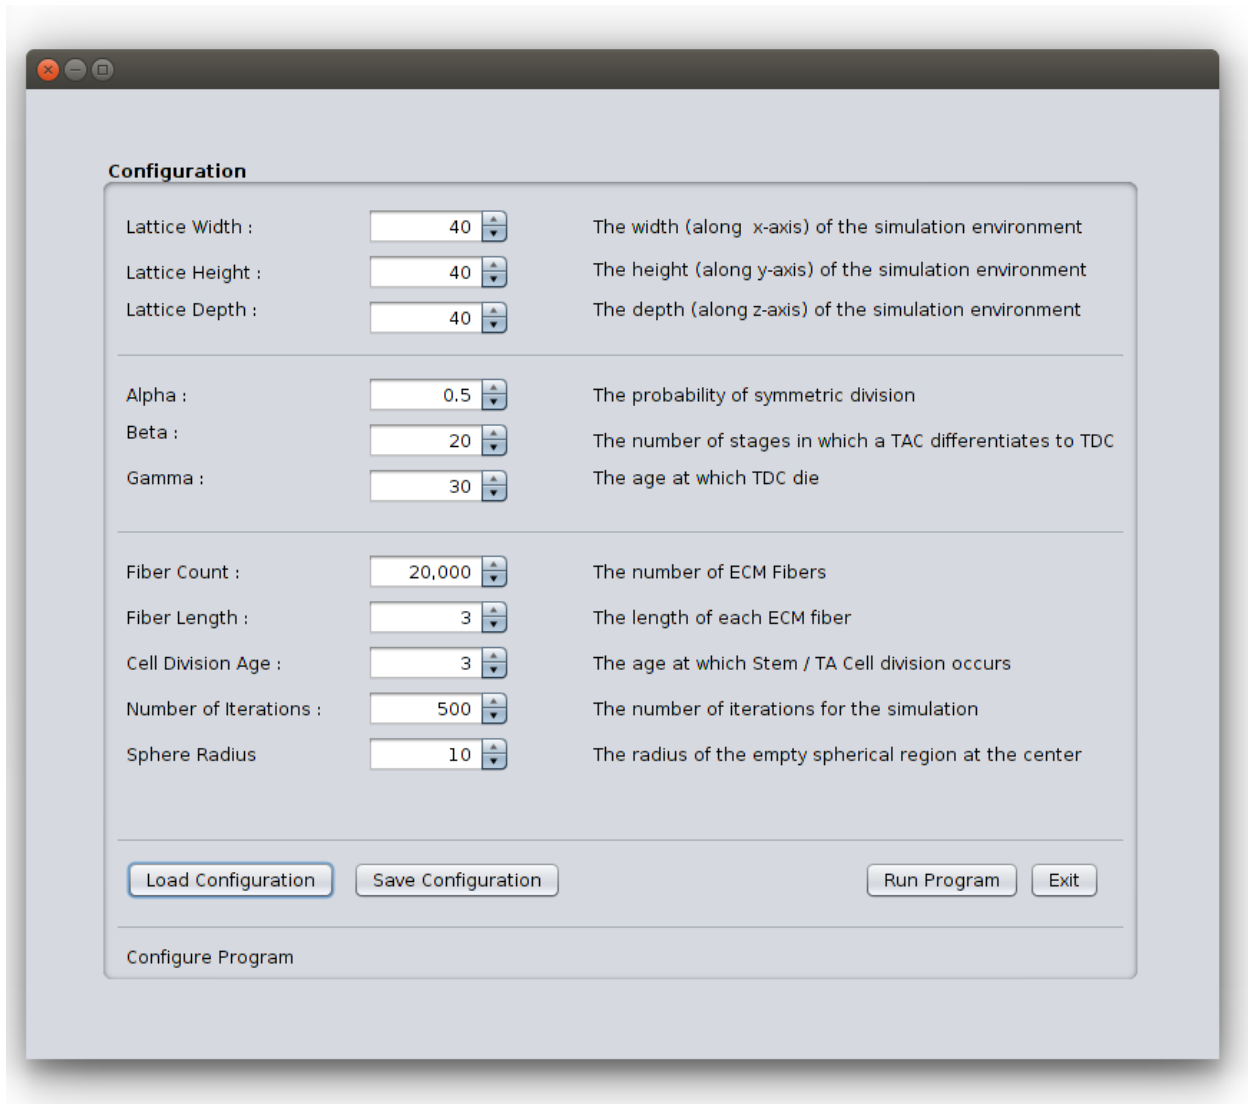 Configuration
Lattice Width : 40 The width (along  x-axis) of the simulation environment
Lattice Height : 40 The height (along y-axis) of the simulation environment
Lattice Depth : 40 The depth (along z-axis) of the simulation environment
Alpha : 0.5 The probability of symmetric division
Beta : 20 The number of stages in which a TAC differentiates to TDC
Gamma : 30 The age at which TDC die
Fiber Count : 20,000 The number of ECM Fibers
Fiber Length : 3 The length of each ECM fiber
Cell Division Age : 3 The age at which Stem / TA Cell division occurs
Number of Iterations : 500 The number of iterations for the simulation
Sphere Radius 10 The radius of the empty spherical region at the center
Load Configuration Save Configuration Run Program Exit
Configure Program